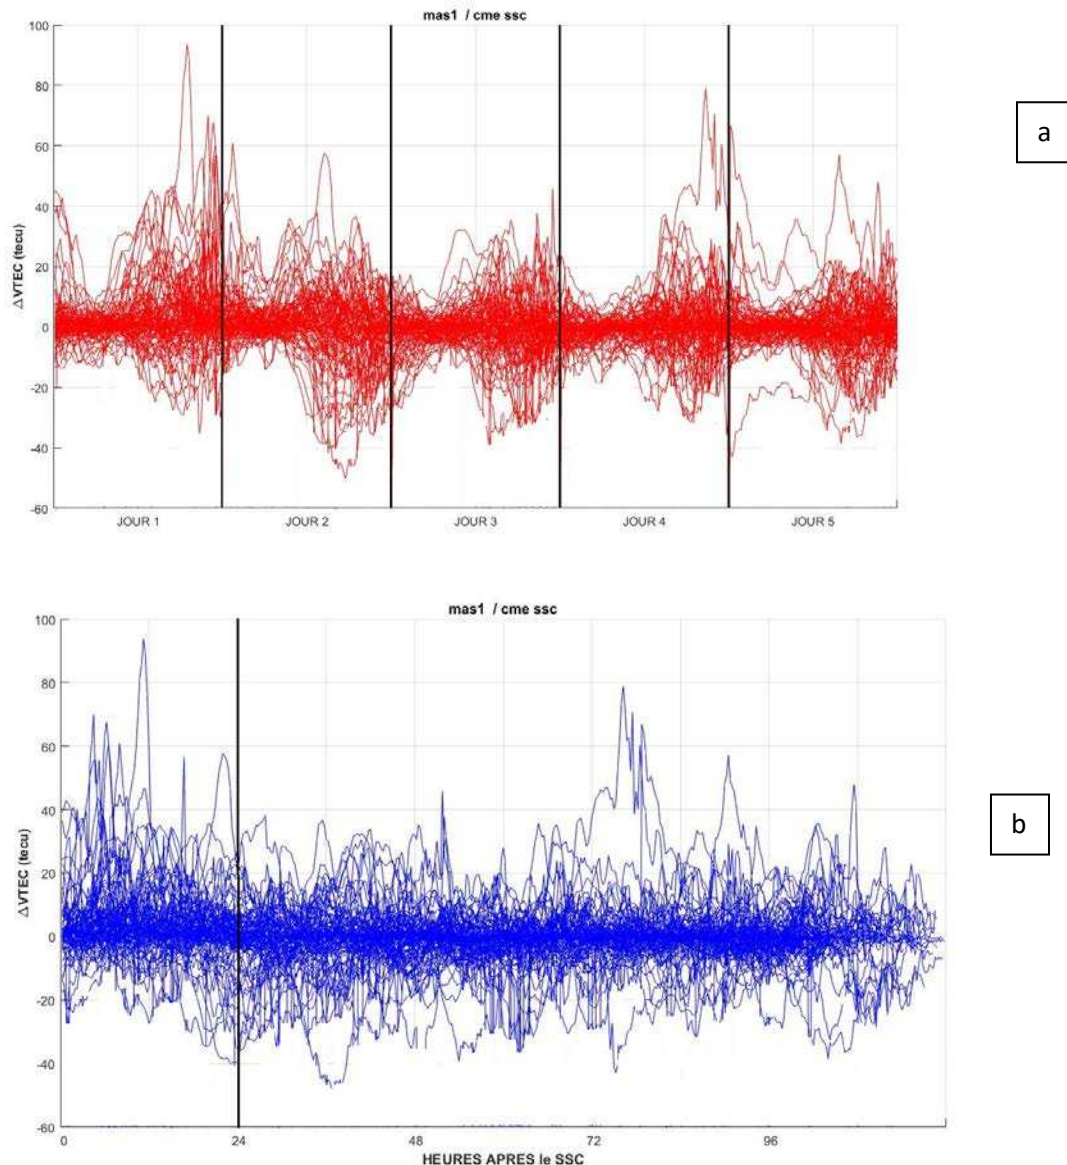 mas1 / cme ssc
a
100
80
60
40
20
0
-20
-40
-60
ΔVTEC (tecu)
JOUR 1 JOUR 2 JOUR 3 JOUR 4 JOUR 5
mas1 / cme ssc
b
100
80
60
40
20
0
-20
-40
-60
ΔVTEC (tecu)
0 24 48 72 96
HEURES APRES le SSC